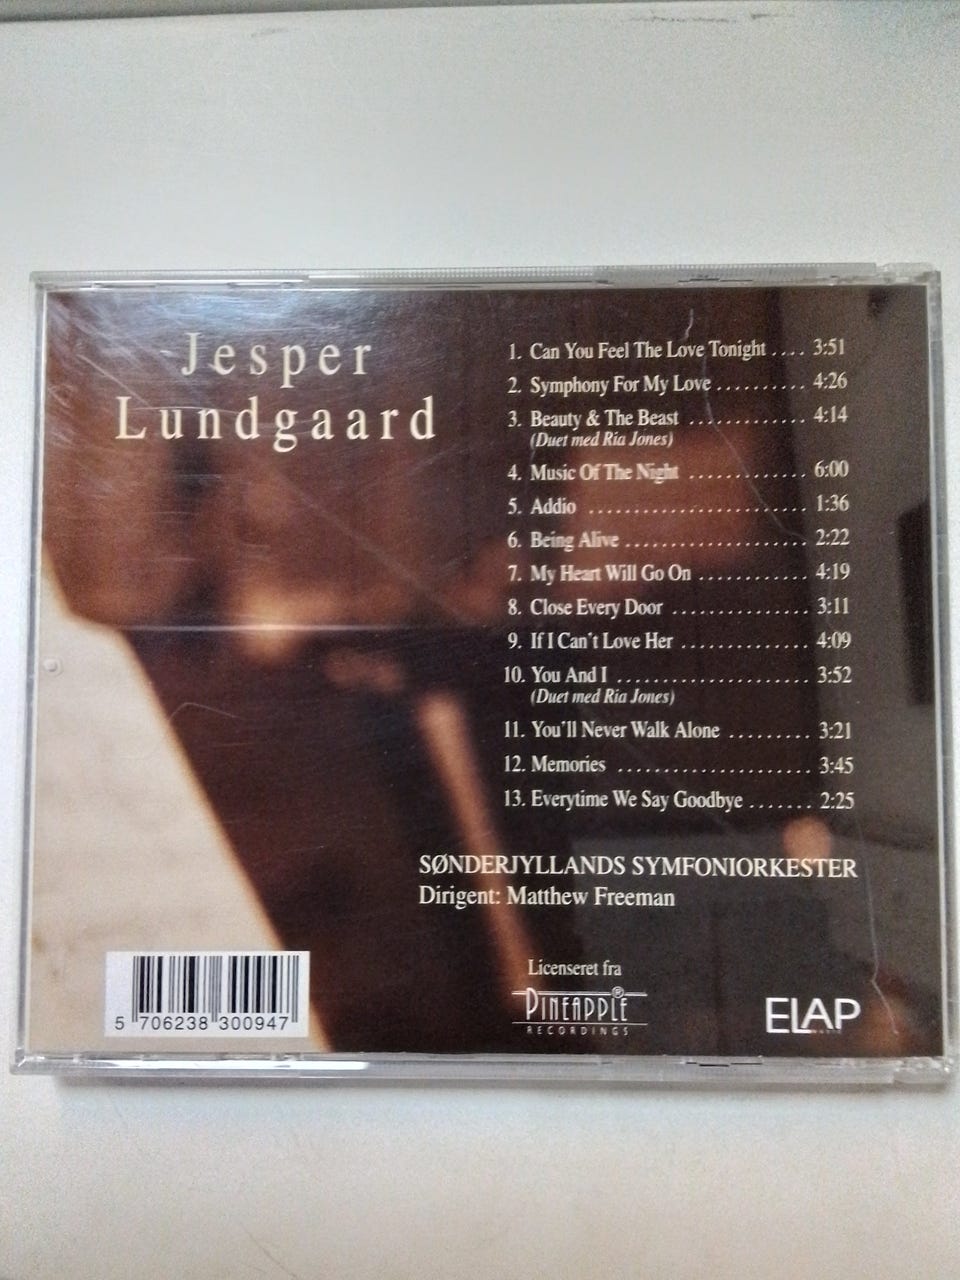 Jesper
Lundgaard
1. Can You Feel The Love Tonight .... 3:51
2. Symphony For My Love .......... 4:26
3. Beauty & The Beast ............. 4:14
(Duet med Ria Jones)
4. Music Of The Night ............. 6:00
5. Addio ........................ 1:36
6. Being Alive .................... 2:22
7. My Heart Will Go On ............ 4:19
8. Close Every Door ............... 3:11
9. If I Can't Love Her .............. 4:09
10. You And I ..................... 3:52
(Duet med Ria Jones)
11. You'll Never Walk Alone ......... 3:21
12. Memories ..................... 3:45
13. Everytime We Say Goodbye ....... 2:25
SØNDERJYLLANDS SYMFONIORKESTER
Dirigent: Matthew Freeman
Licenseret fra
PINEAPPLE®
RECORDINGS
ELAP
5 706238 300947